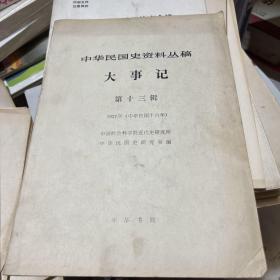 中华民国史资料丛稿
大事记
第十三辑
1927年(中华民国十六年)
中国社会科学院近代史研究所
中华民国史研究室编
中华书局